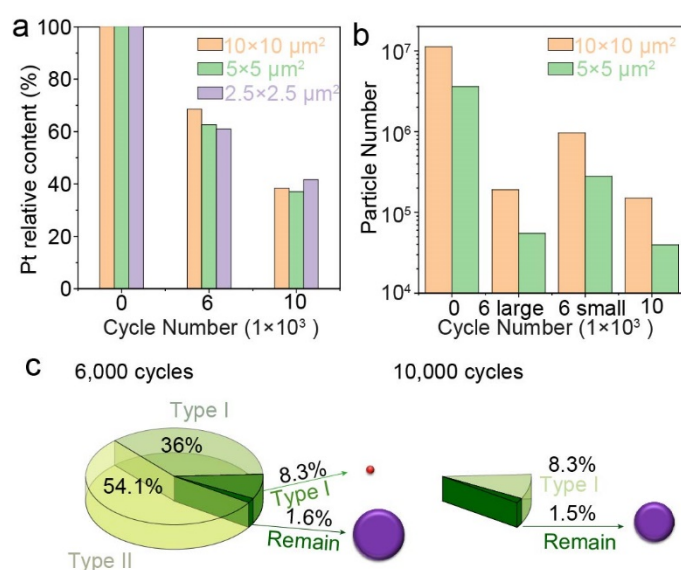 a
100
80
60
40
20
0
Pt relative content (%)
10×10 μm²
5×5 μm²
2.5×2.5 μm²
0 6 10
Cycle Number (1×10³ )
b
10⁷
10⁶
10⁵
10⁴
Particle Number
10×10 μm²
5×5 μm²
0 6 large 6 small 10
Cycle Number (1×10³ )
c 6,000 cycles 10,000 cycles
Type I
36%
54.1%
Type II
8.3%
Type I
1.6%
Remain
8.3%
Type I
1.5%
Remain